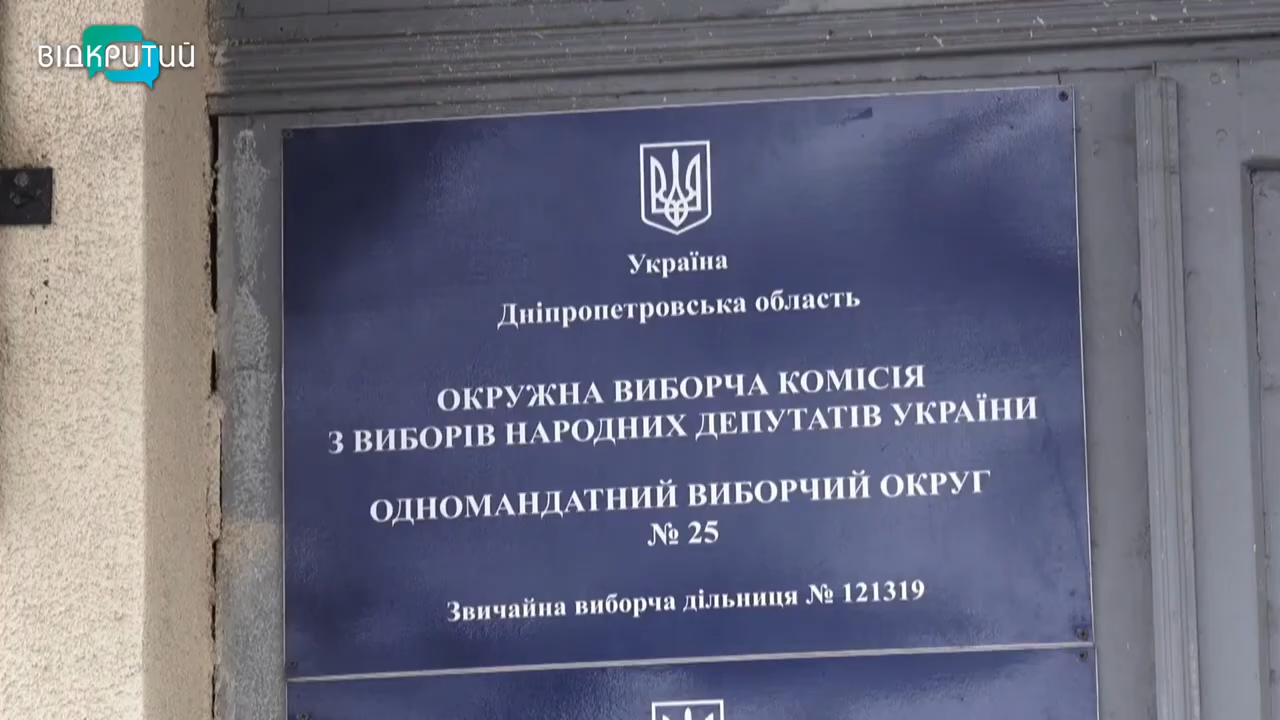 ВІДКРИТИЙ
Україна
Дніпропетровська область
ОКРУЖНА ВИБОРЧА КОМІСІЯ
З ВИБОРІВ НАРОДНИХ ДЕПУТАТІВ УКРАЇНИ
ОДНОМАНДАТНИЙ ВИБОРЧИЙ ОКРУГ
№ 25
Звичайна виборча дільниця № 121319